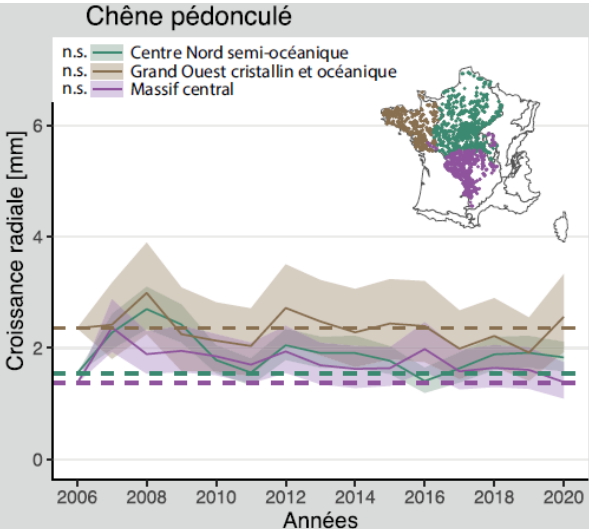 Chêne pédonculé
n.s. Centre Nord semi-océanique
n.s. Grand Ouest cristallin et océanique
n.s. Massif central
Croissance radiale [mm]
6
4
2
0
2006 2008 2010 2012 2014 2016 2018 2020
Années